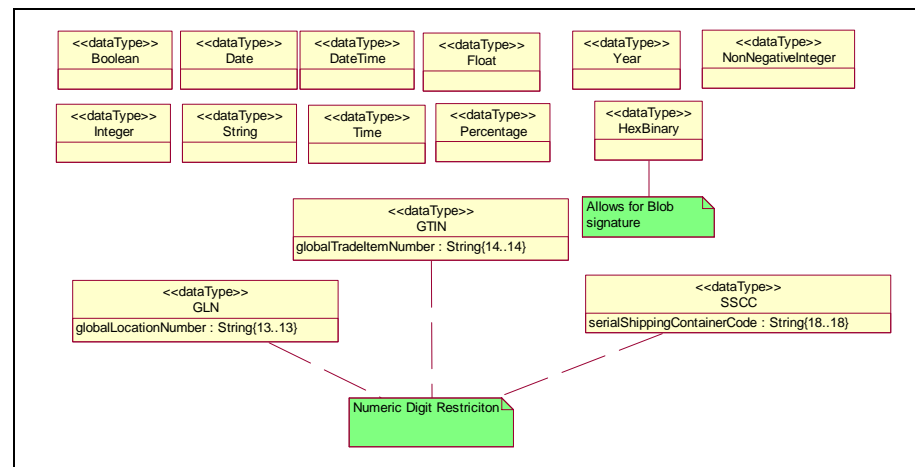 <<dataType>>
Boolean
<<dataType>>
Date
<<dataType>>
DateTime
<<dataType>>
Float
<<dataType>>
Year
<<dataType>>
NonNegativeInteger
<<dataType>>
Integer
<<dataType>>
String
<<dataType>>
Time
<<dataType>>
Percentage
<<dataType>>
HexBinary
Allows for Blob
signature
<<dataType>>
GTIN
globalTradeItemNumber : String{14..14}
<<dataType>>
GLN
globalLocationNumber : String{13..13}
<<dataType>>
SSCC
serialShippingContainerCode : String{18..18}
Numeric Digit Restriciton